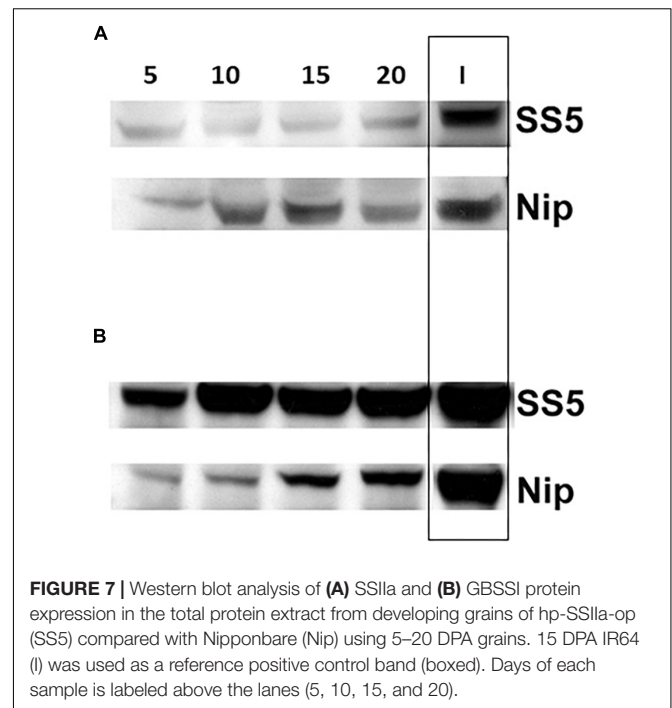 A
5 10 15 20 I
SS5
Nip
B
SS5
Nip
FIGURE 7 | Western blot analysis of (A) SSIIa and (B) GBSSI protein
expression in the total protein extract from developing grains of hp-SSIIa-op
(SS5) compared with Nipponbare (Nip) using 5–20 DPA grains. 15 DPA IR64
(I) was used as a reference positive control band (boxed). Days of each
sample is labeled above the lanes (5, 10, 15, and 20).